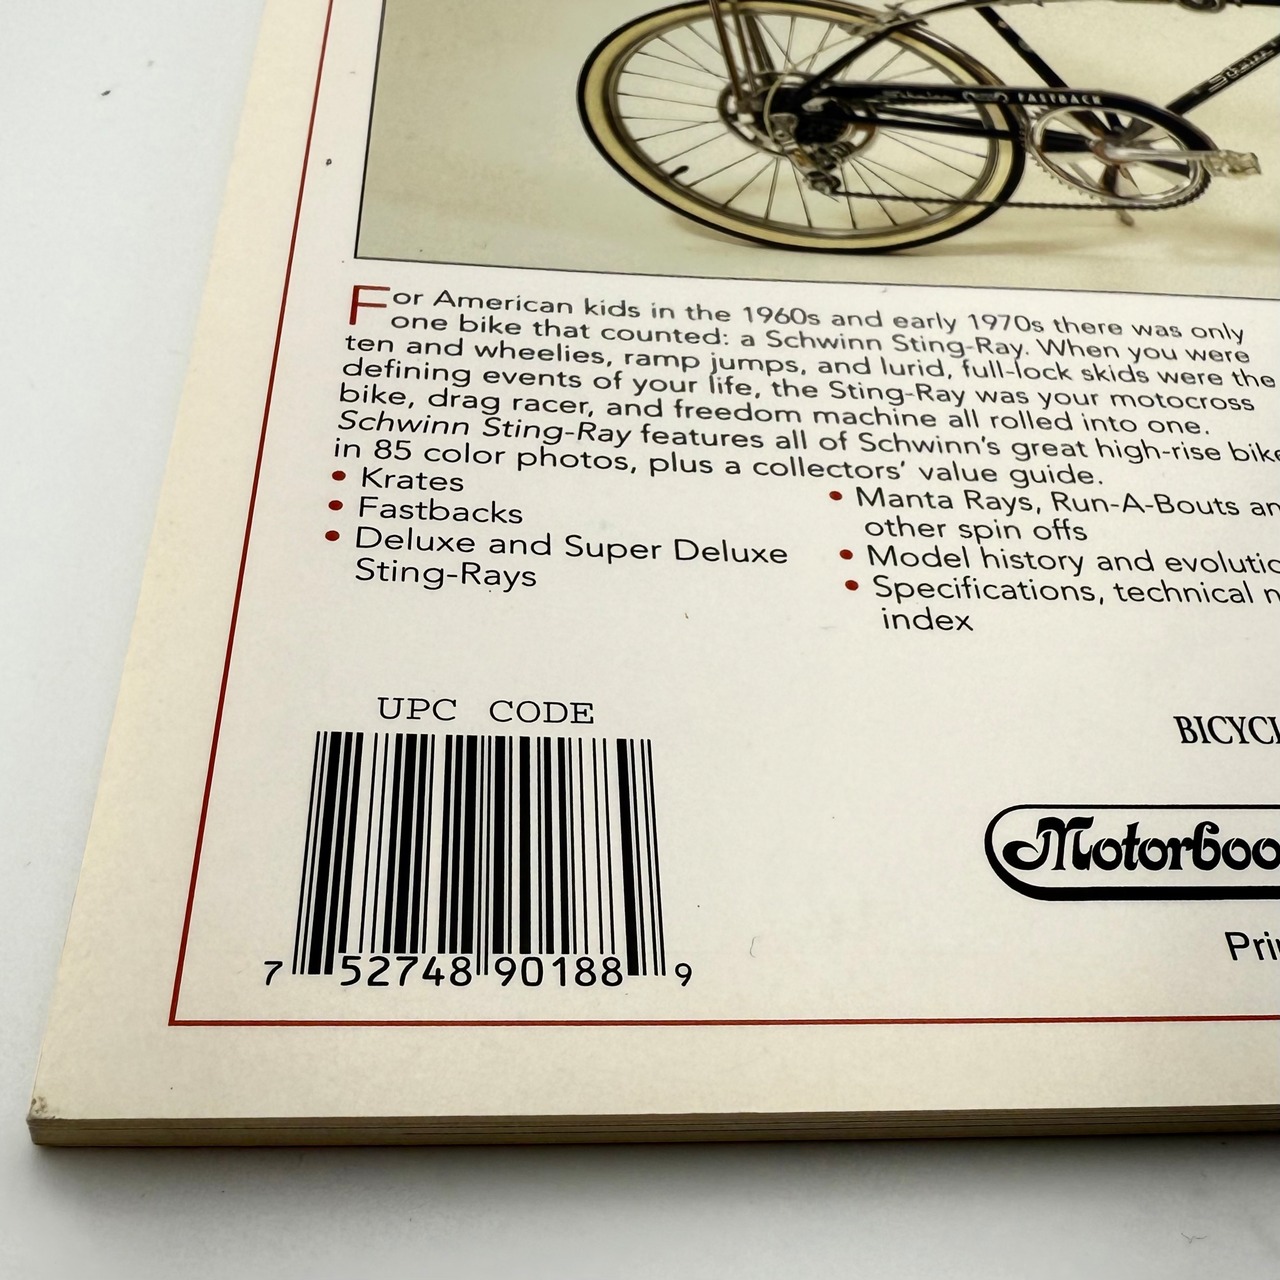 FASTBACK
For American kids in the 1960s and early 1970s there was only
one bike that counted: a Schwinn Sting-Ray. When you were
ten and wheelies, ramp jumps, and lurid, full-lock skids were the
defining events of your life, the Sting-Ray was your motocross
bike, drag racer, and freedom machine all rolled into one.
Schwinn Sting-Ray features all of Schwinn's great high-rise bike
in 85 color photos, plus a collectors' value guide.
• Krates
• Fastbacks
• Deluxe and Super Deluxe
Sting-Rays
• Manta Rays, Run-A-Bouts an
other spin offs
• Model history and evolutio
• Specifications, technical n
index
UPC CODE
7 52748 90188 9
BICYCL
Motorboo
Pri